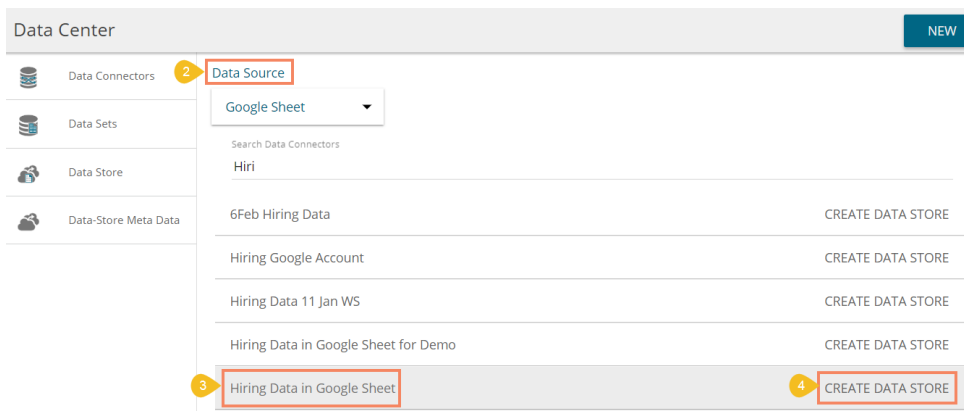 Data Center
NEW
Data Connectors
Data Sets
Data Store
Data-Store Meta Data
2
Data Source
Google Sheet
Search Data Connectors
Hiri
6Feb Hiring Data CREATE DATA STORE
Hiring Google Account CREATE DATA STORE
Hiring Data 11 Jan WS CREATE DATA STORE
Hiring Data in Google Sheet for Demo CREATE DATA STORE
3 Hiring Data in Google Sheet 4 CREATE DATA STORE